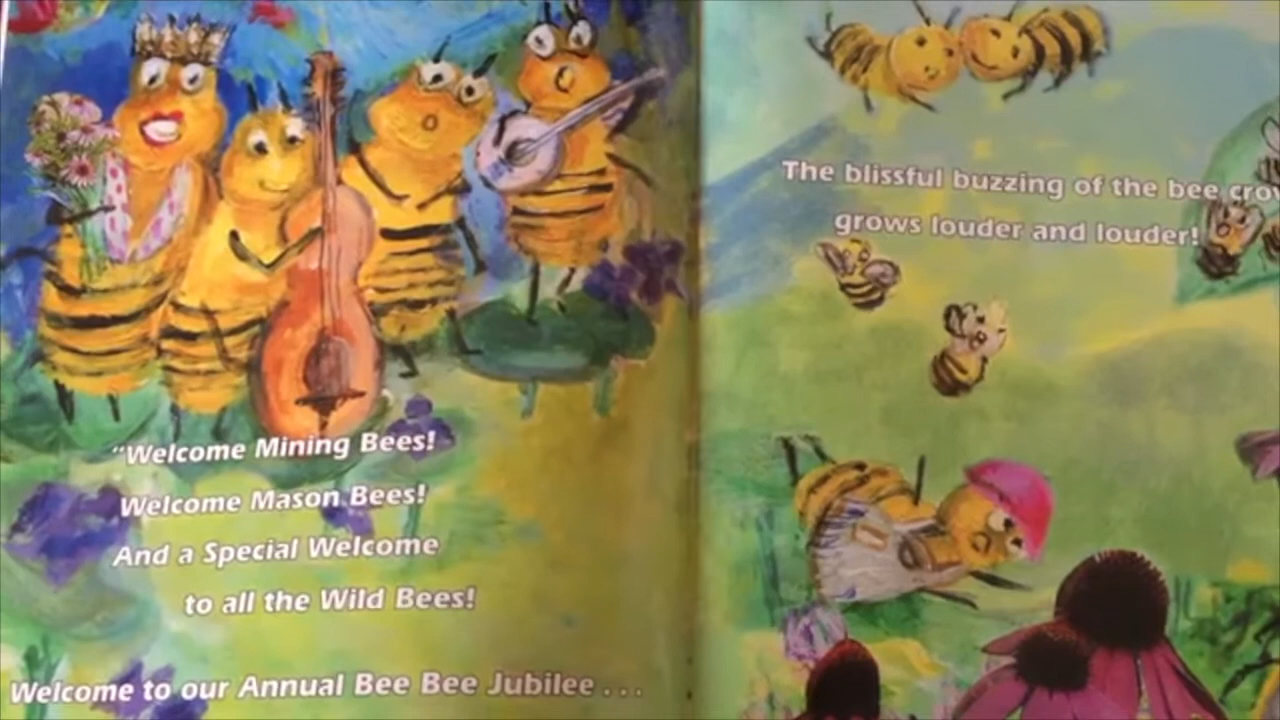 “Welcome Mining Bees!
Welcome Mason Bees!
And a Special Welcome
to all the Wild Bees!
Welcome to our Annual Bee Bee Jubilee . . .
The blissful buzzing of the bee
grows louder and louder!